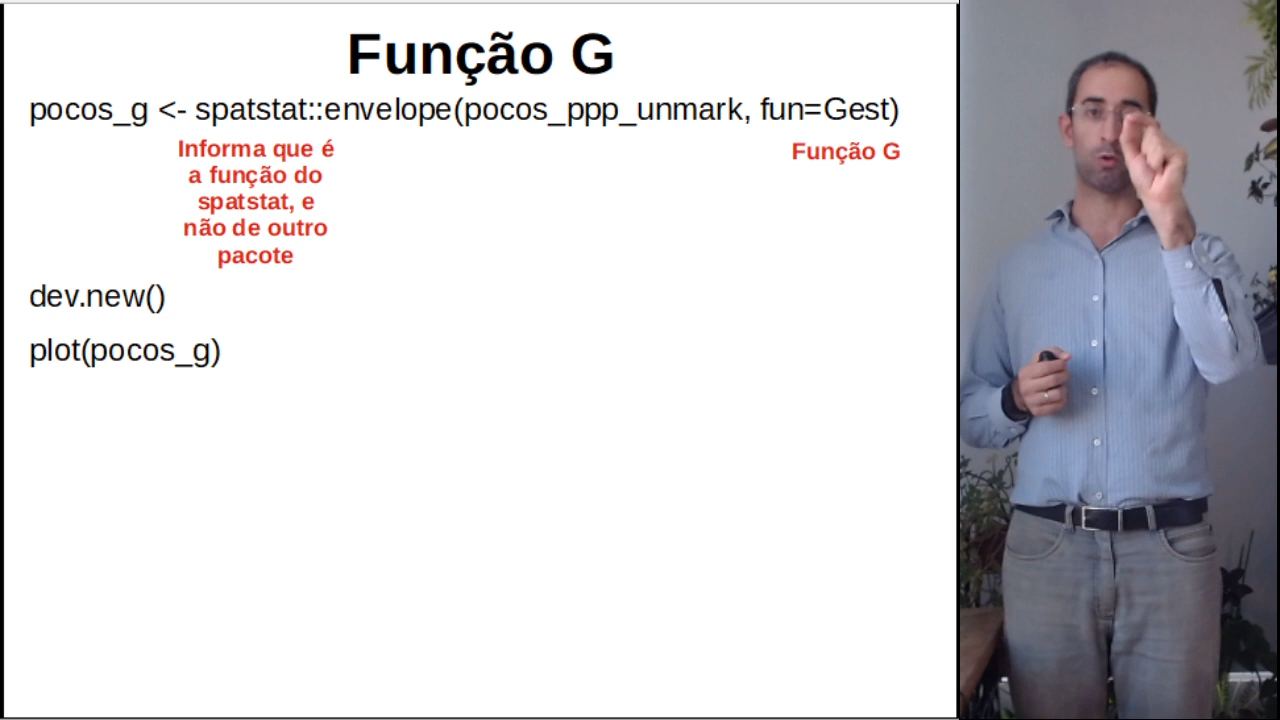 Função G
pocos_g <- spatstat::envelope(pocos_ppp_unmark, fun=Gest)
Informa que é
a função do
spatstat, e
não de outro
pacote
Função G
dev.new()
plot(pocos_g)